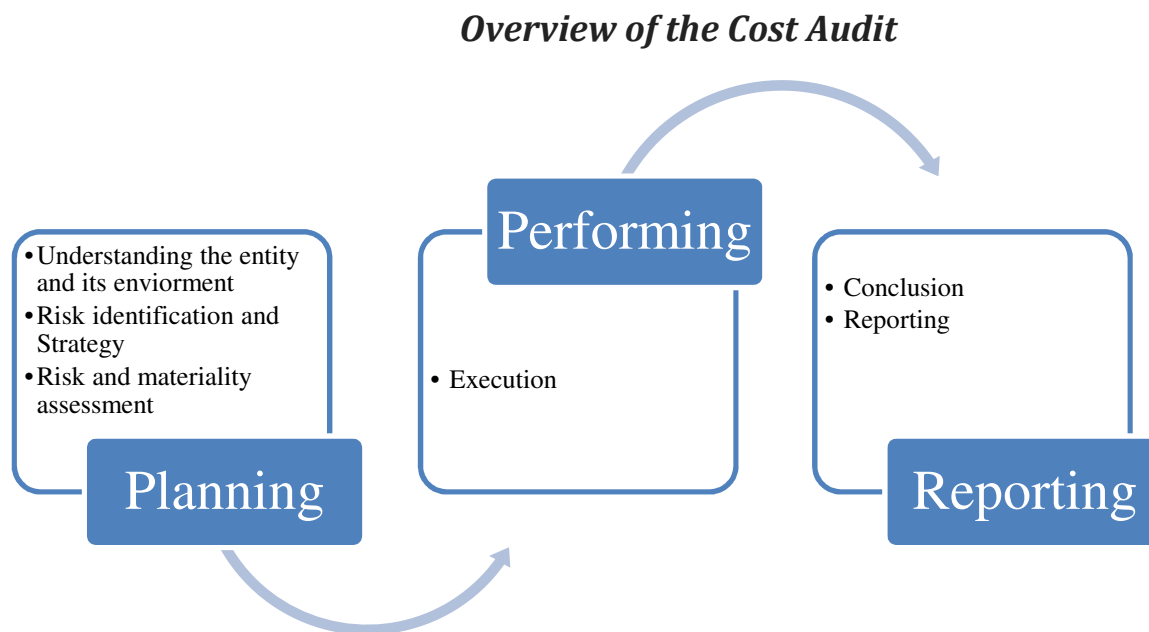 Overview of the Cost Audit
•Understanding the entity
and its enviorment
•Risk identification and
Strategy
•Risk and materiality
assessment
Planning
Performing
• Execution
• Conclusion
• Reporting
Reporting